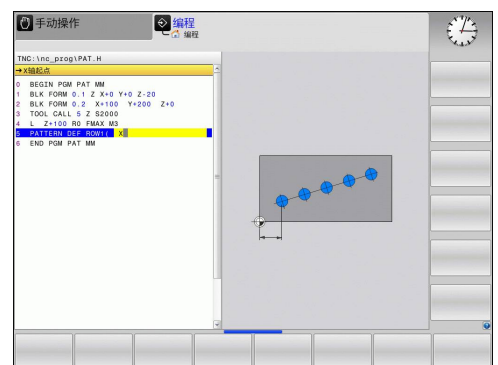 手动操作
编程
编程
TNC:\nc_prog\PAT.H
→X轴起点
0 BEGIN PGM PAT MM
1 BLK FORM 0.1 Z X+0 Y+0 Z-20
2 BLK FORM 0.2 X+100 Y+200 Z+0
3 TOOL CALL 5 Z S2000
4 L Z+100 R0 FMAX M3
5 PATTERN DEF ROW1( X
6 END PGM PAT MM